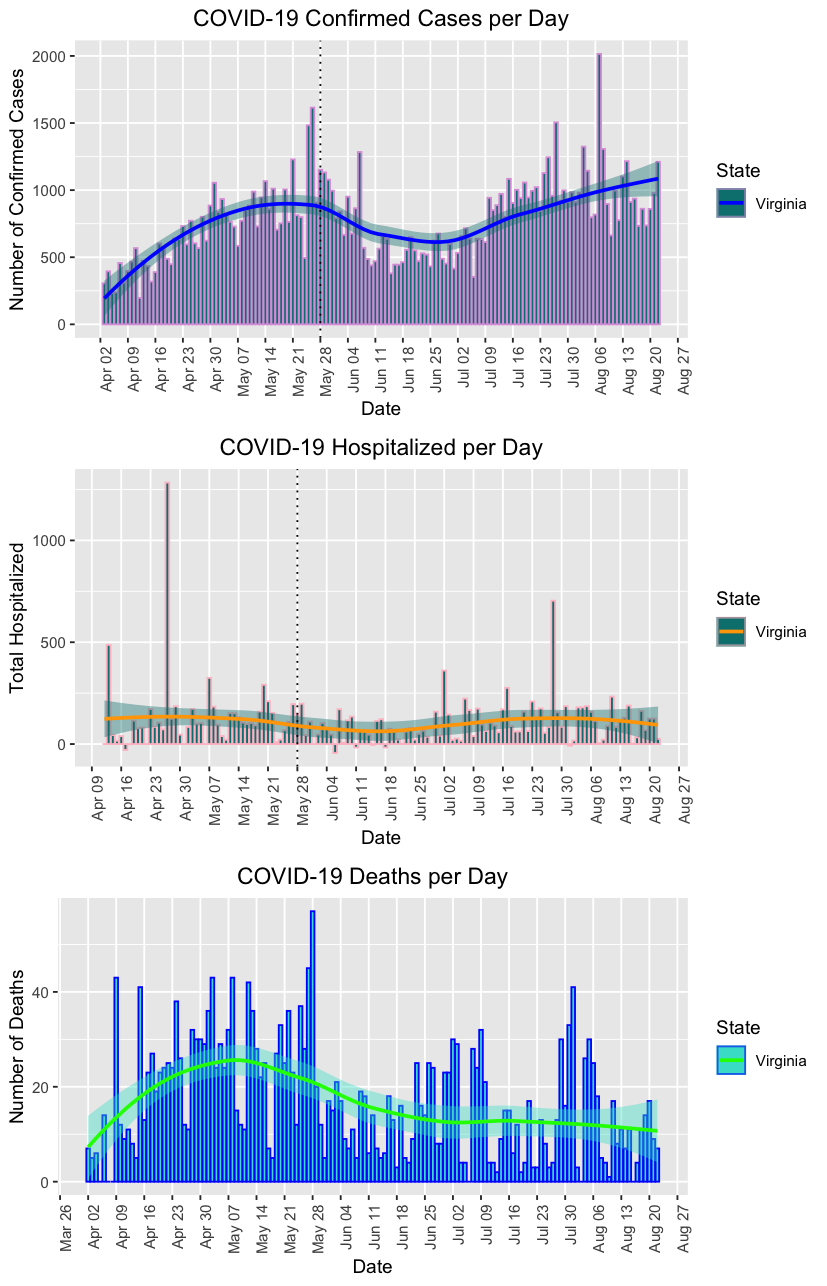 COVID-19 Confirmed Cases per Day
Number of Confirmed Cases
2000
1500
1000
500
0
Apr 02
Apr 09
Apr 16
Apr 23
Apr 30
May 07
May 14
May 21
May 28
Jun 04
Jun 11
Jun 18
Jun 25
Jul 02
Jul 09
Jul 16
Jul 23
Jul 30
Aug 06
Aug 13
Aug 20
Aug 27
Date
State
Virginia
COVID-19 Hospitalized per Day
Total Hospitalized
1000
500
0
Apr 09
Apr 16
Apr 23
Apr 30
May 07
May 14
May 21
May 28
Jun 04
Jun 11
Jun 18
Jun 25
Jul 02
Jul 09
Jul 16
Jul 23
Jul 30
Aug 06
Aug 13
Aug 20
Aug 27
Date
State
Virginia
COVID-19 Deaths per Day
Number of Deaths
40
20
0
Mar 26
Apr 02
Apr 09
Apr 16
Apr 23
Apr 30
May 07
May 14
May 21
May 28
Jun 04
Jun 11
Jun 18
Jun 25
Jul 02
Jul 09
Jul 16
Jul 23
Jul 30
Aug 06
Aug 13
Aug 20
Aug 27
Date
State
Virginia